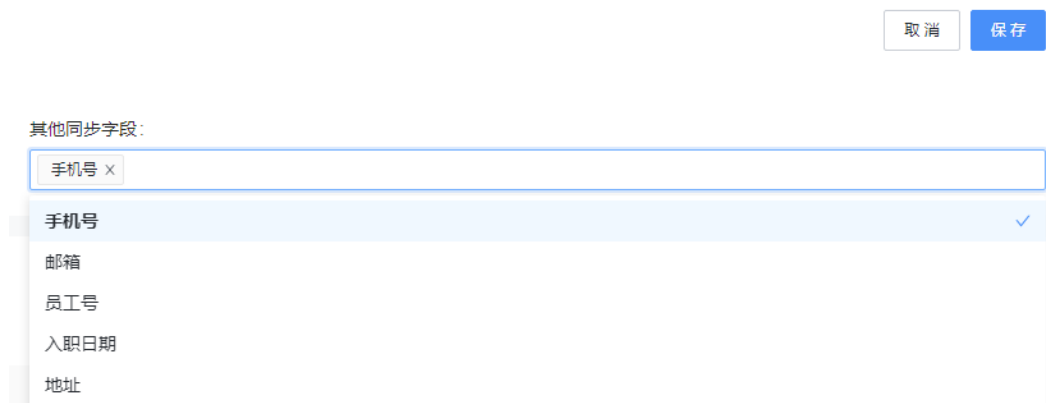 取消 保存
其他同步字段:
手机号 ×
手机号
邮箱
员工号
入职日期
地址